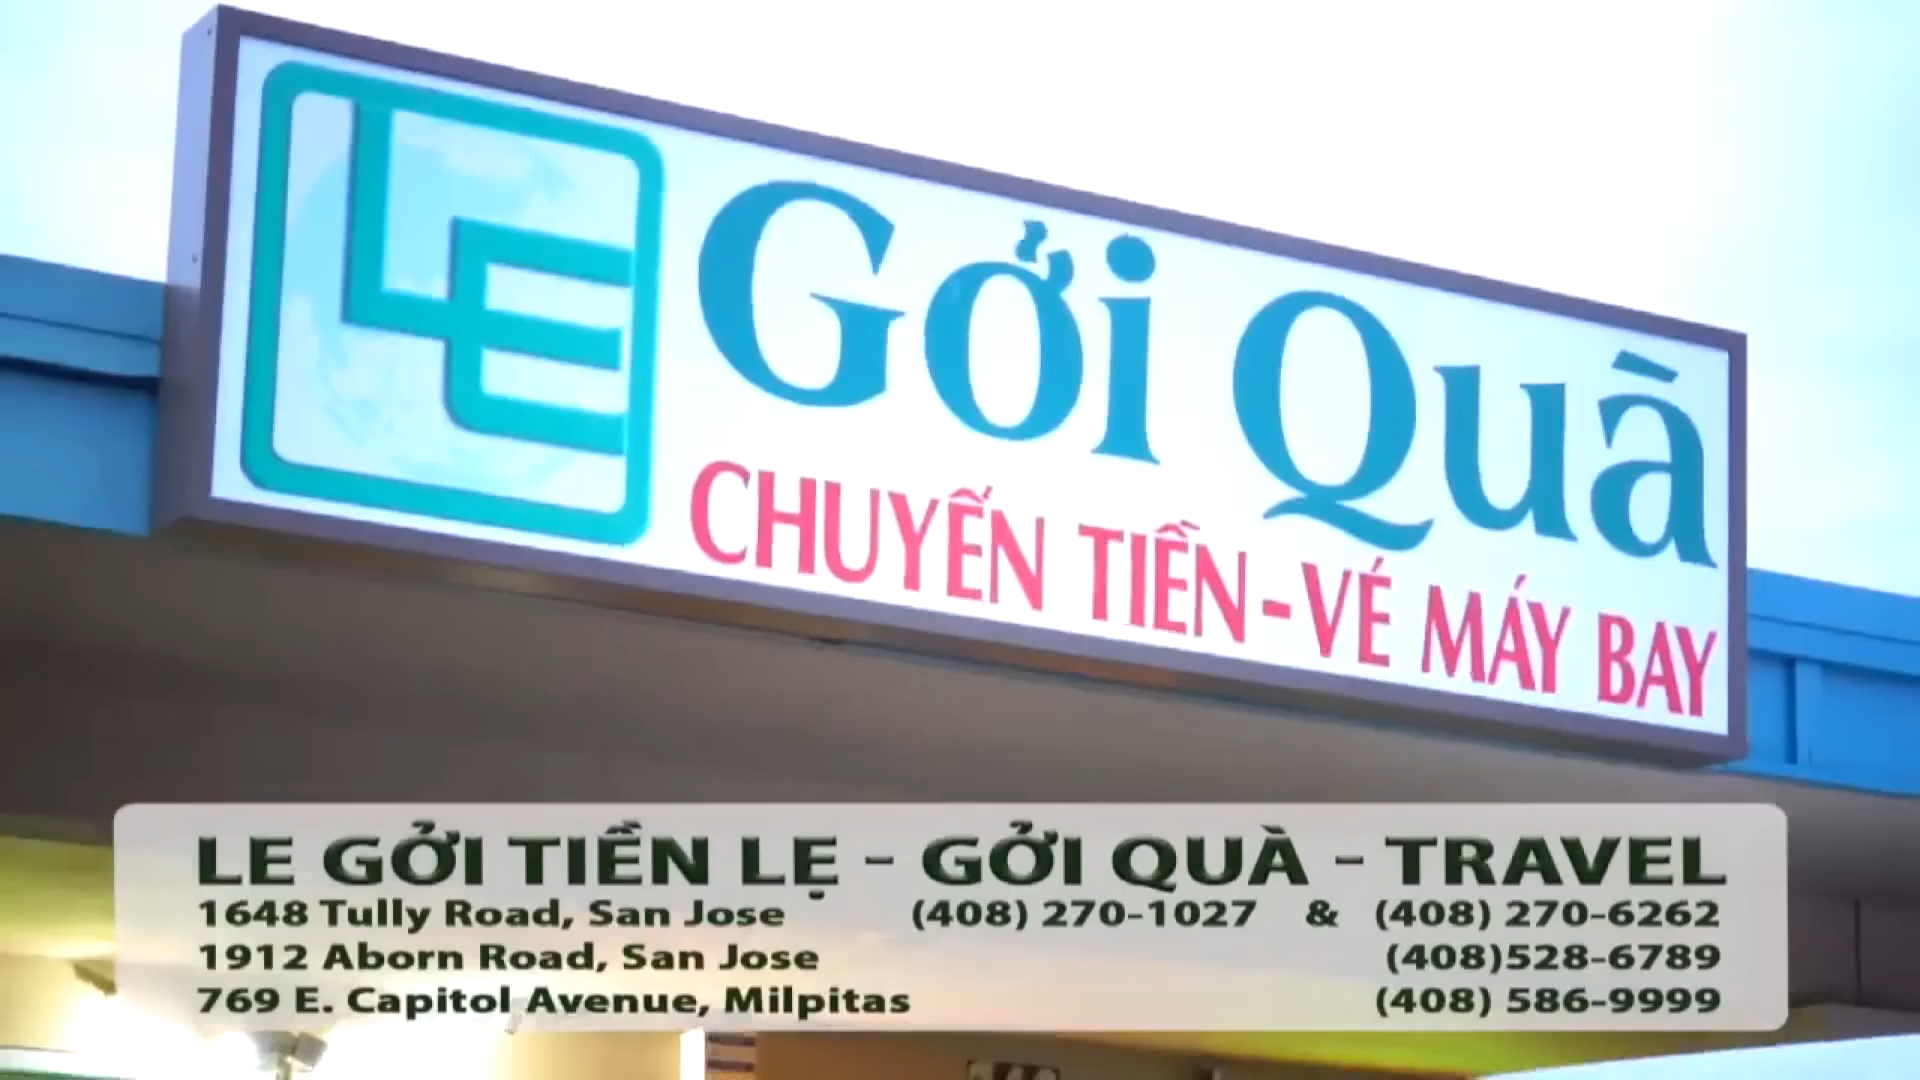 LE
Gởi Quà
CHUYỂN TIỀN - VÉ MÁY BAY
LE GỞI TIỀN LẸ - GỞI QUÀ - TRAVEL
1648 Tully Road, San Jose (408) 270-1027 & (408) 270-6262
1912 Aborn Road, San Jose (408)528-6789
769 E. Capitol Avenue, Milpitas (408) 586-9999